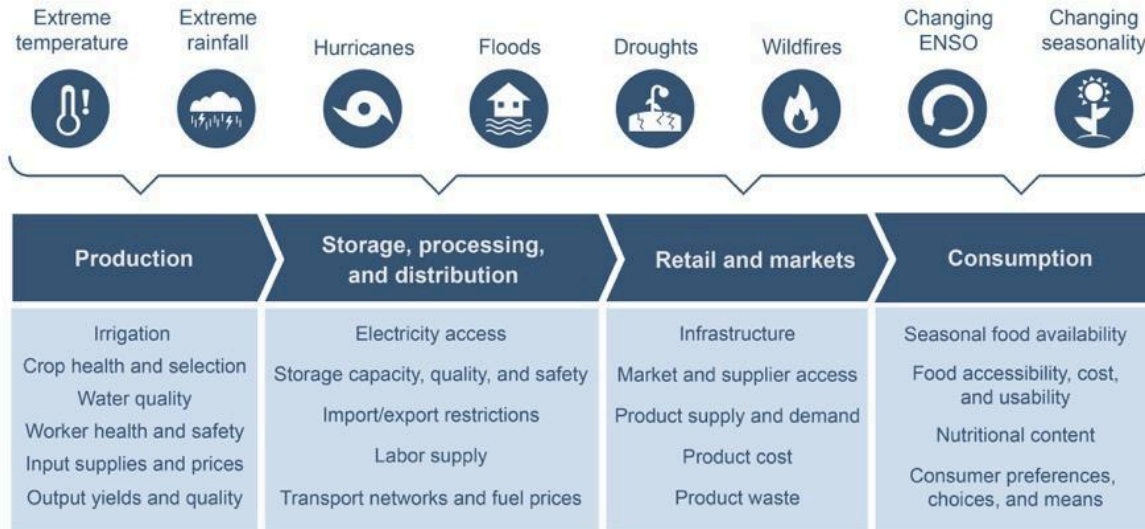 Extreme
temperature
Extreme
rainfall
Hurricanes
Floods
Droughts
Wildfires
Changing
ENSO
Changing
seasonality
Production
Storage, processing,
and distribution
Retail and markets
Consumption
Irrigation
Crop health and selection
Water quality
Worker health and safety
Input supplies and prices
Output yields and quality
Electricity access
Storage capacity, quality, and safety
Import/export restrictions
Labor supply
Transport networks and fuel prices
Infrastructure
Market and supplier access
Product supply and demand
Product cost
Product waste
Seasonal food availability
Food accessibility, cost,
and usability
Nutritional content
Consumer preferences,
choices, and means